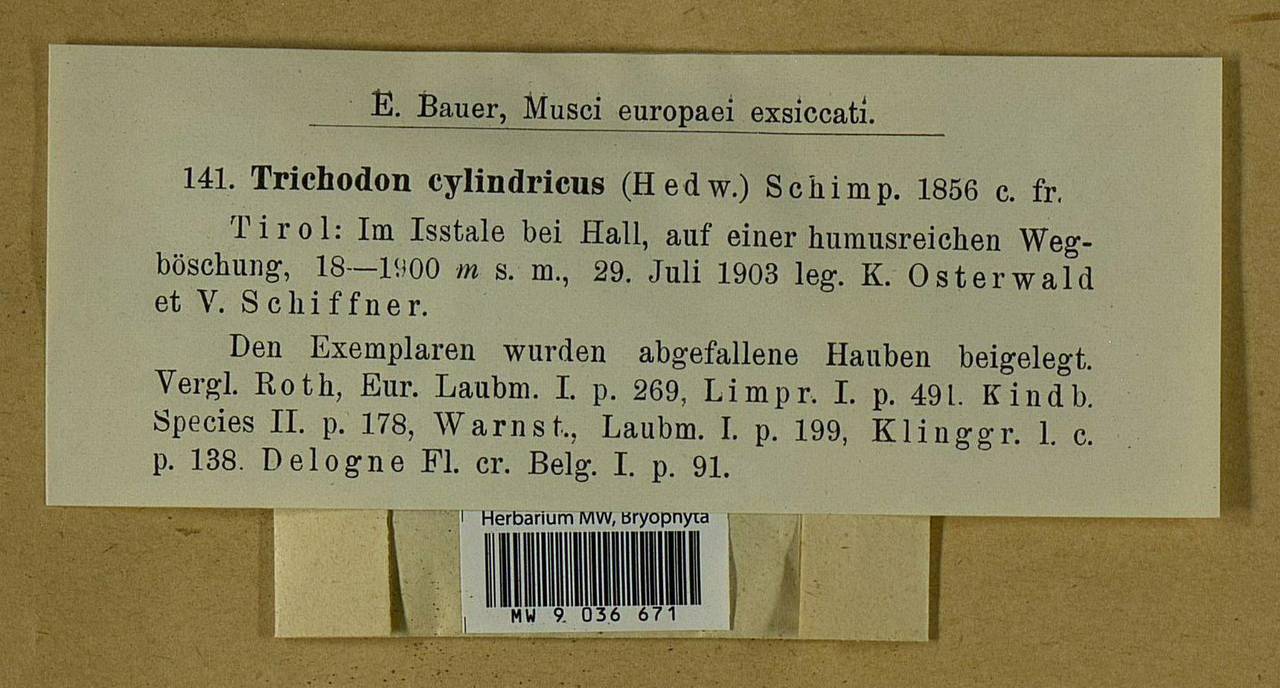 E. Bauer, Musci europaei exsiccati.
141. Trichodon cylindricus (Hedw.) Schimp. 1856 c. fr.
Tirol: Im Isstale bei Hall, auf einer humusreichen Weg-
böschung, 18—1900 m s. m., 29. Juli 1903 leg. K. Osterwald
et V. Schiffner.
Den Exemplaren wurden abgefallene Hauben beigelegt.
Vergl. Roth, Eur. Laubm. I. p. 269, Limpr. I. p. 491. Kindb.
Species II. p. 178, Warnst., Laubm. I. p. 199, Klinggr. l. c.
p. 138. Delogne Fl. cr. Belg. I. p. 91.
Herbarium MW, Bryophyta
MW 9 036 671